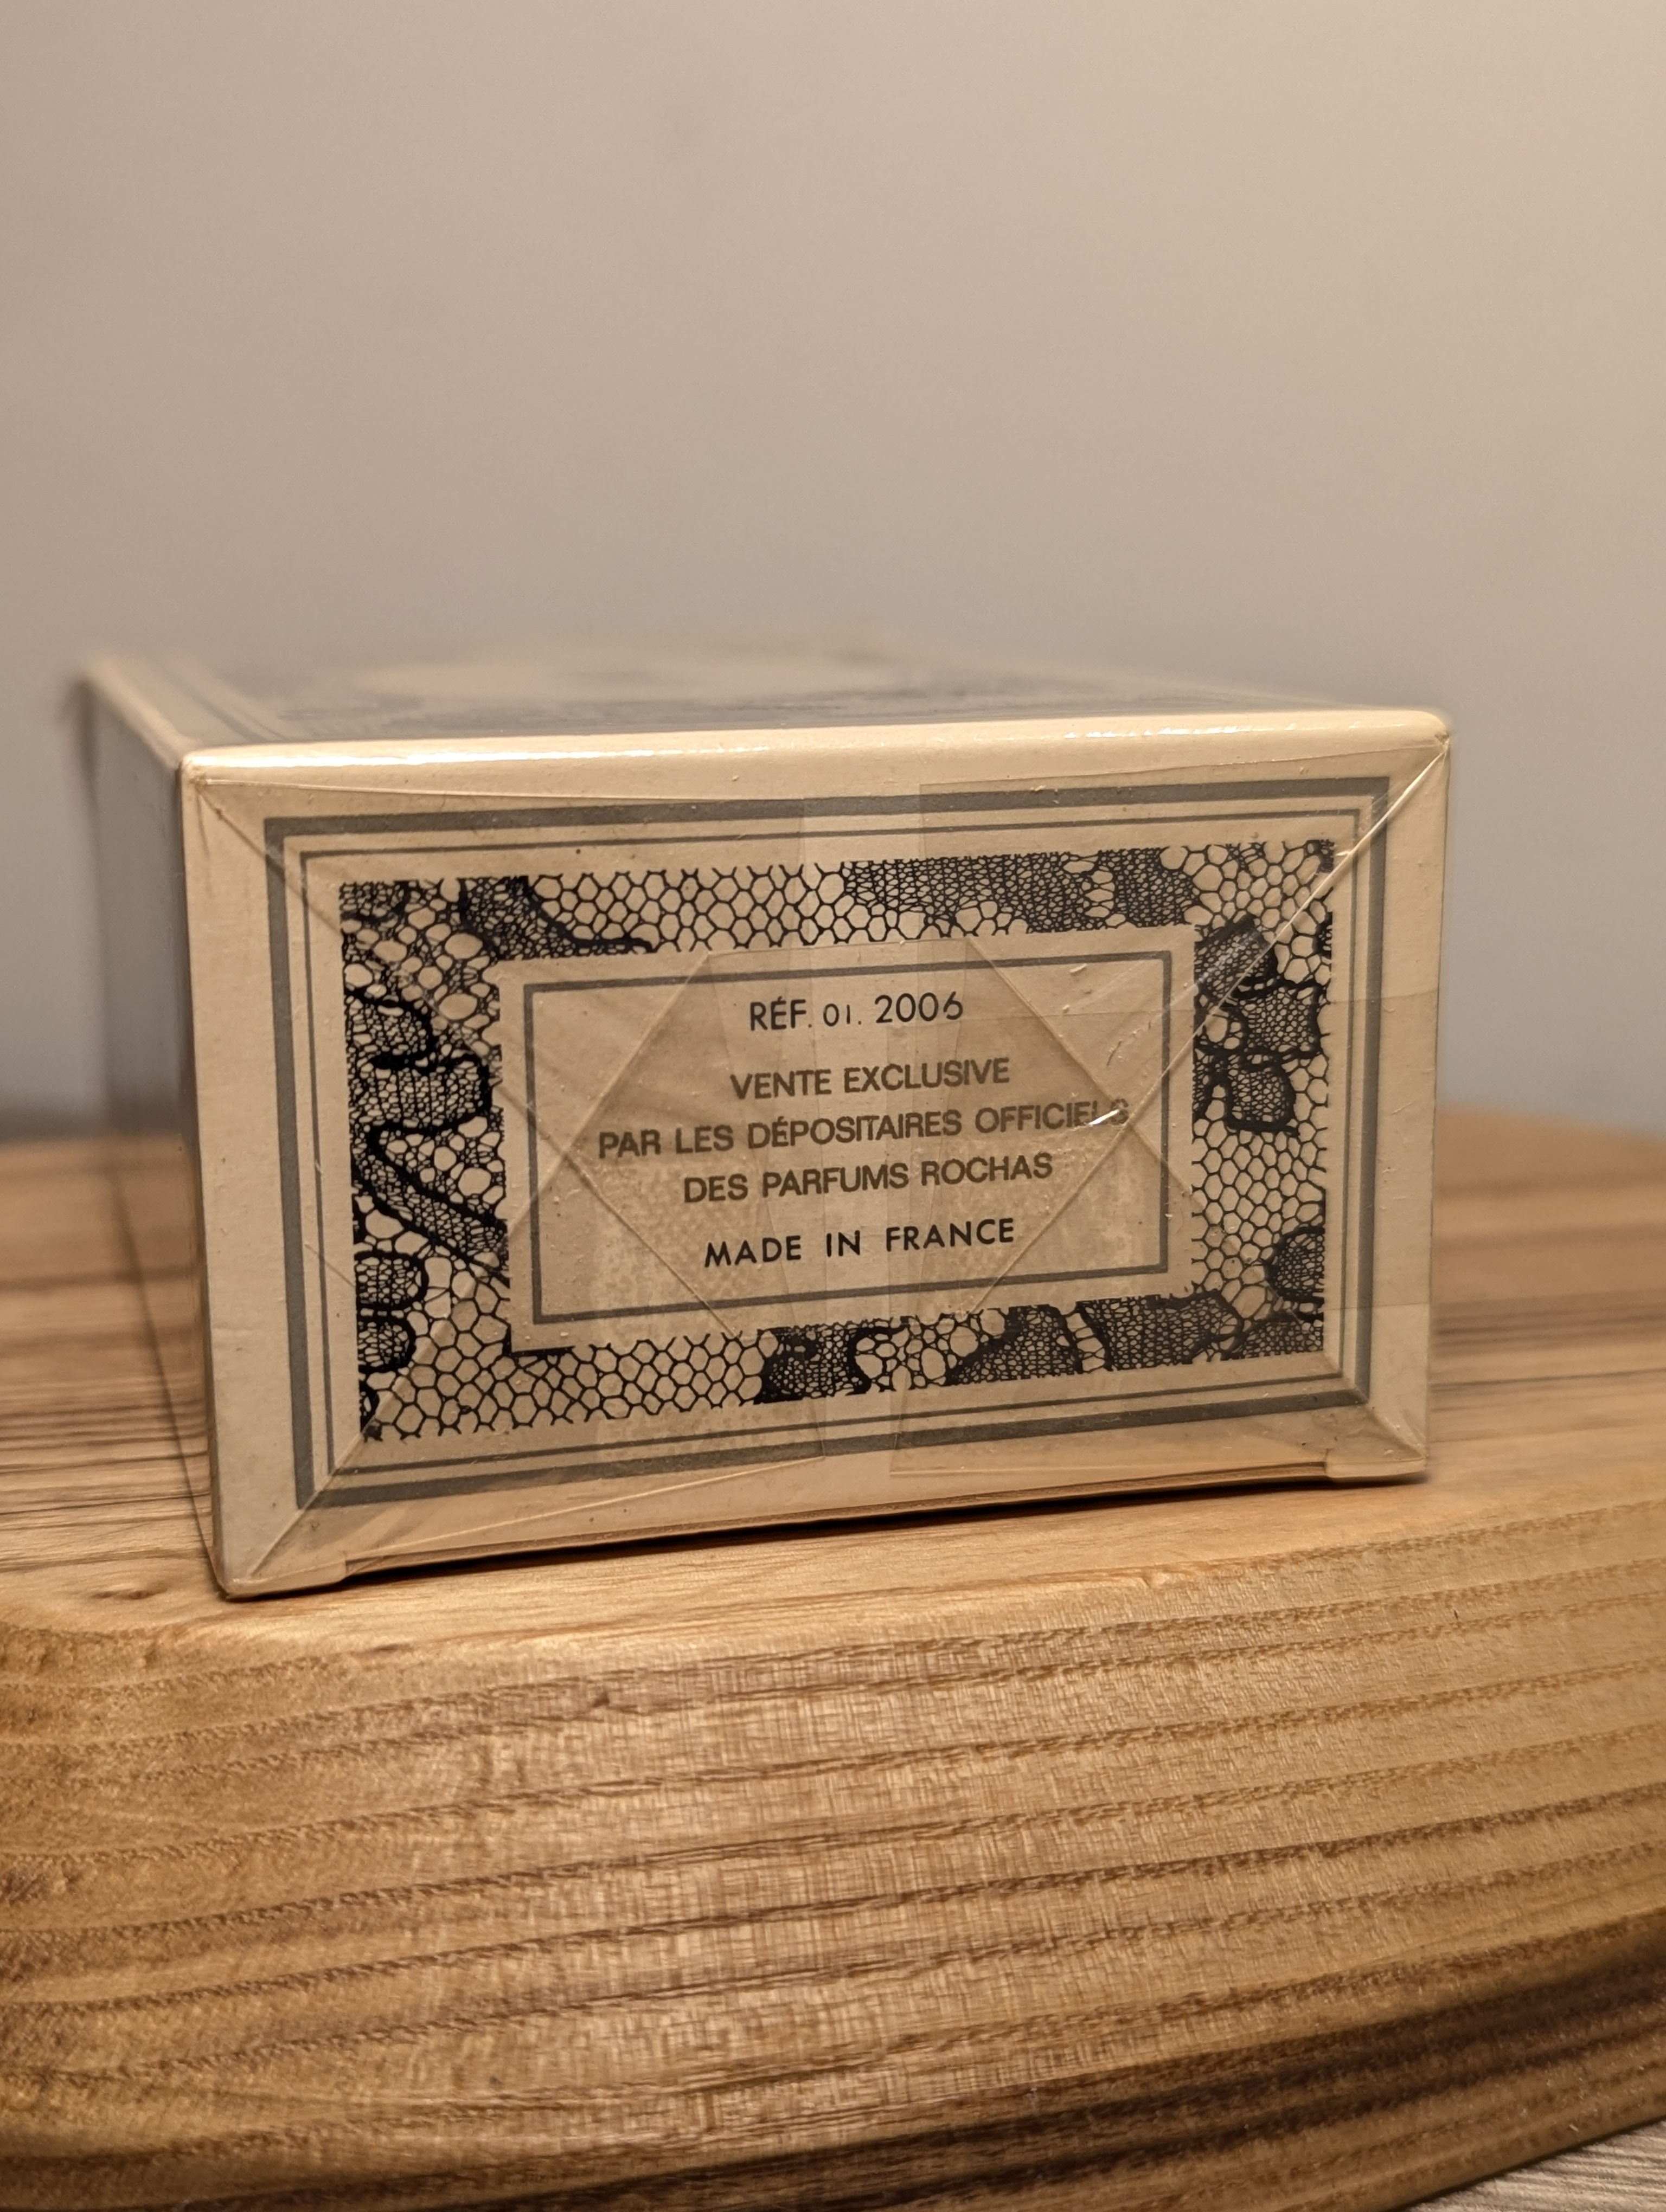 RÉF. 01. 2006
VENTE EXCLUSIVE
PAR LES DÉPOSITAIRES OFFICIELS
DES PARFUMS ROCHAS
MADE IN FRANCE